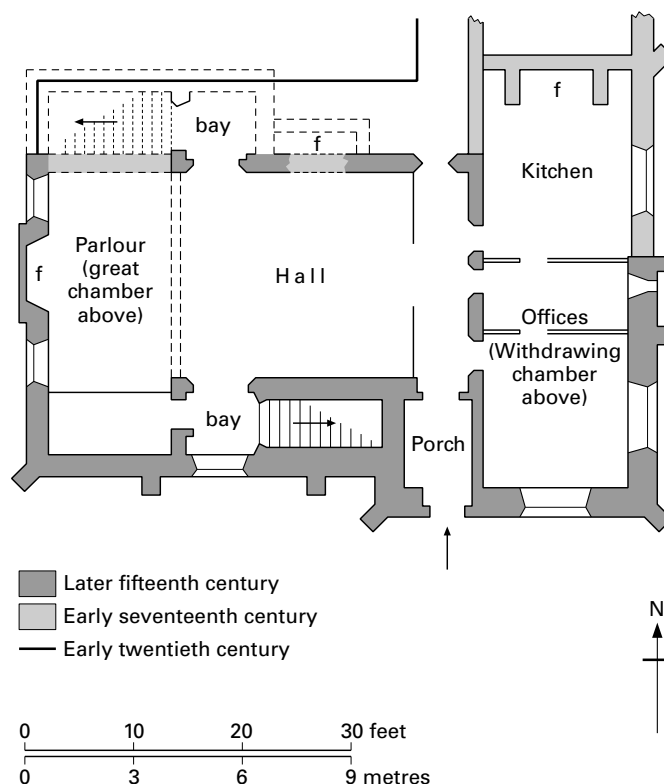 f
bay
f
Kitchen
Parlour
(great
chamber
above)
f
Hall
Offices
(Withdrawing
chamber
above)
bay
Porch
Later fifteenth century
Early seventeenth century
Early twentieth century
N
0 10 20 30 feet
0 3 6 9 metres